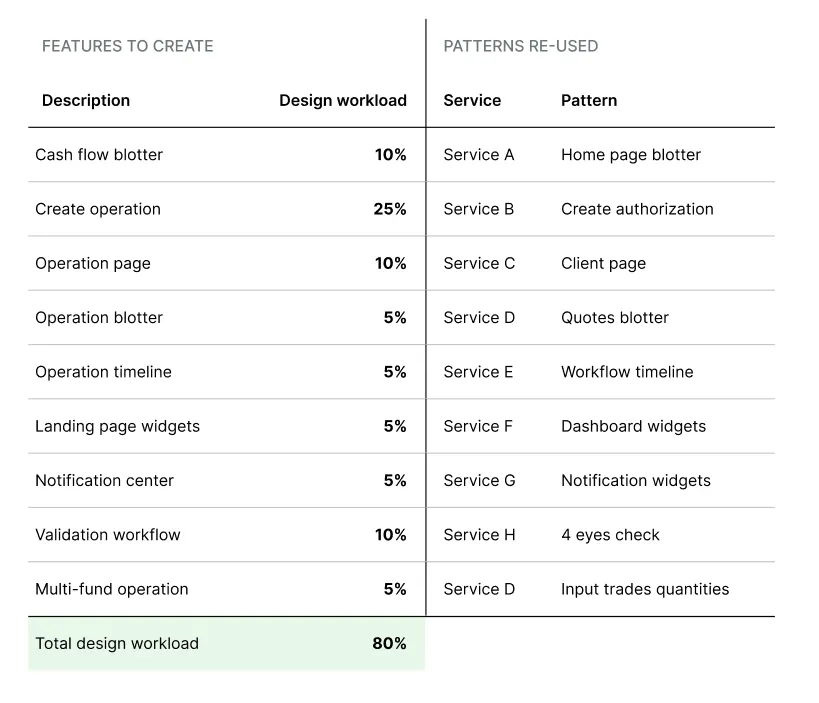 FEATURES TO CREATE PATTERNS RE-USED
Description Design workload Service Pattern
Cash flow blotter 10% Service A Home page blotter
Create operation 25% Service B Create authorization
Operation page 10% Service C Client page
Operation blotter 5% Service D Quotes blotter
Operation timeline 5% Service E Workflow timeline
Landing page widgets 5% Service F Dashboard widgets
Notification center 5% Service G Notification widgets
Validation workflow 10% Service H 4 eyes check
Multi-fund operation 5% Service D Input trades quantities
Total design workload 80%